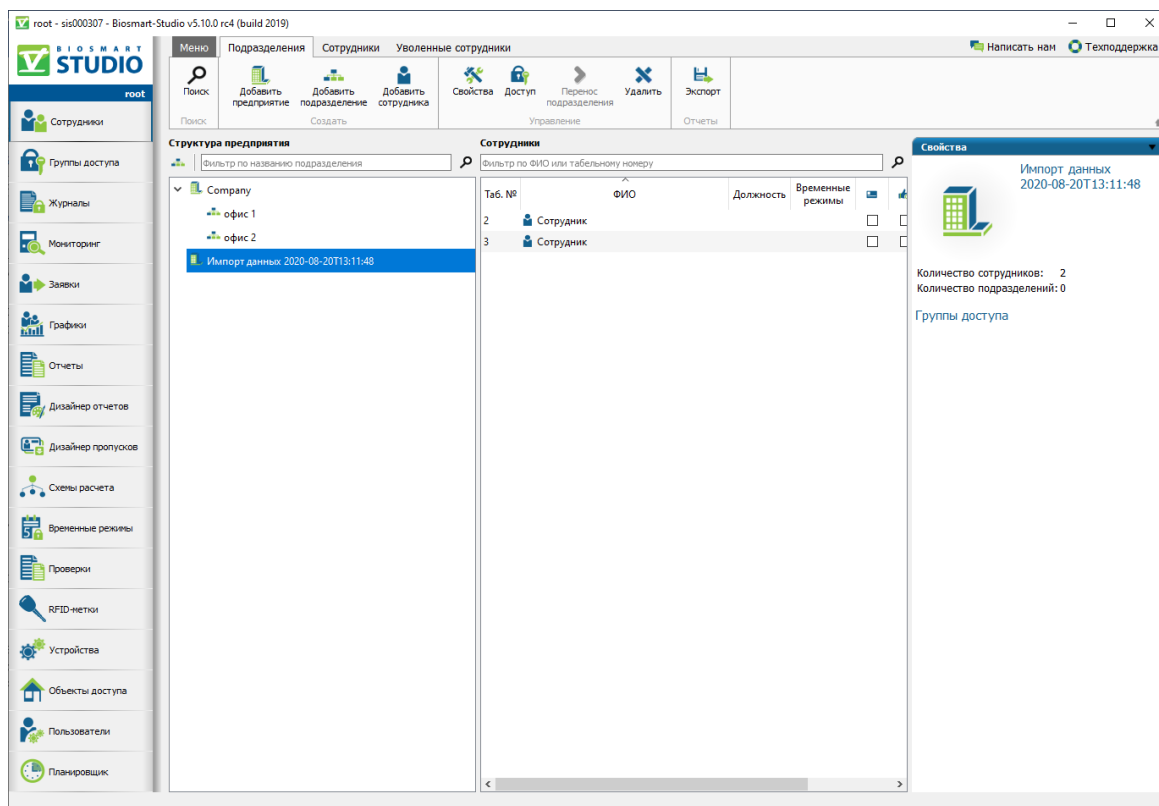 root - sis000307 - Biosmart-Studio v5.10.0 rc4 (build 2019)
BIOSMART
STUDIO
root
Меню
Подразделения
Сотрудники
Уволенные сотрудники
Написать нам
Техподдержка
Поиск
Добавить
предприятие
Добавить
подразделение
Добавить
сотрудника
Свойства
Доступ
Перенос
подразделения
Удалить
Экспорт
Поиск
Создать
Управление
Отчеты
Сотрудники
Группы доступа
Журналы
Мониторинг
Заявки
Графики
Отчеты
Дизайнер отчетов
Дизайнер пропусков
Схемы расчета
Временные режимы
Проверки
RFID-метки
Устройства
Объекты доступа
Пользователи
Планировщик
Структура предприятия
Фильтр по названию подразделения
Company
офис 1
офис 2
Импорт данных 2020-08-20T13:11:48
Сотрудники
Фильтр по ФИО или табельному номеру
Таб. №
ФИО
Должность
Временные
режимы
2 Сотрудник
3 Сотрудник
Свойства
Импорт данных
2020-08-20T13:11:48
Количество сотрудников: 2
Количество подразделений: 0
Группы доступа